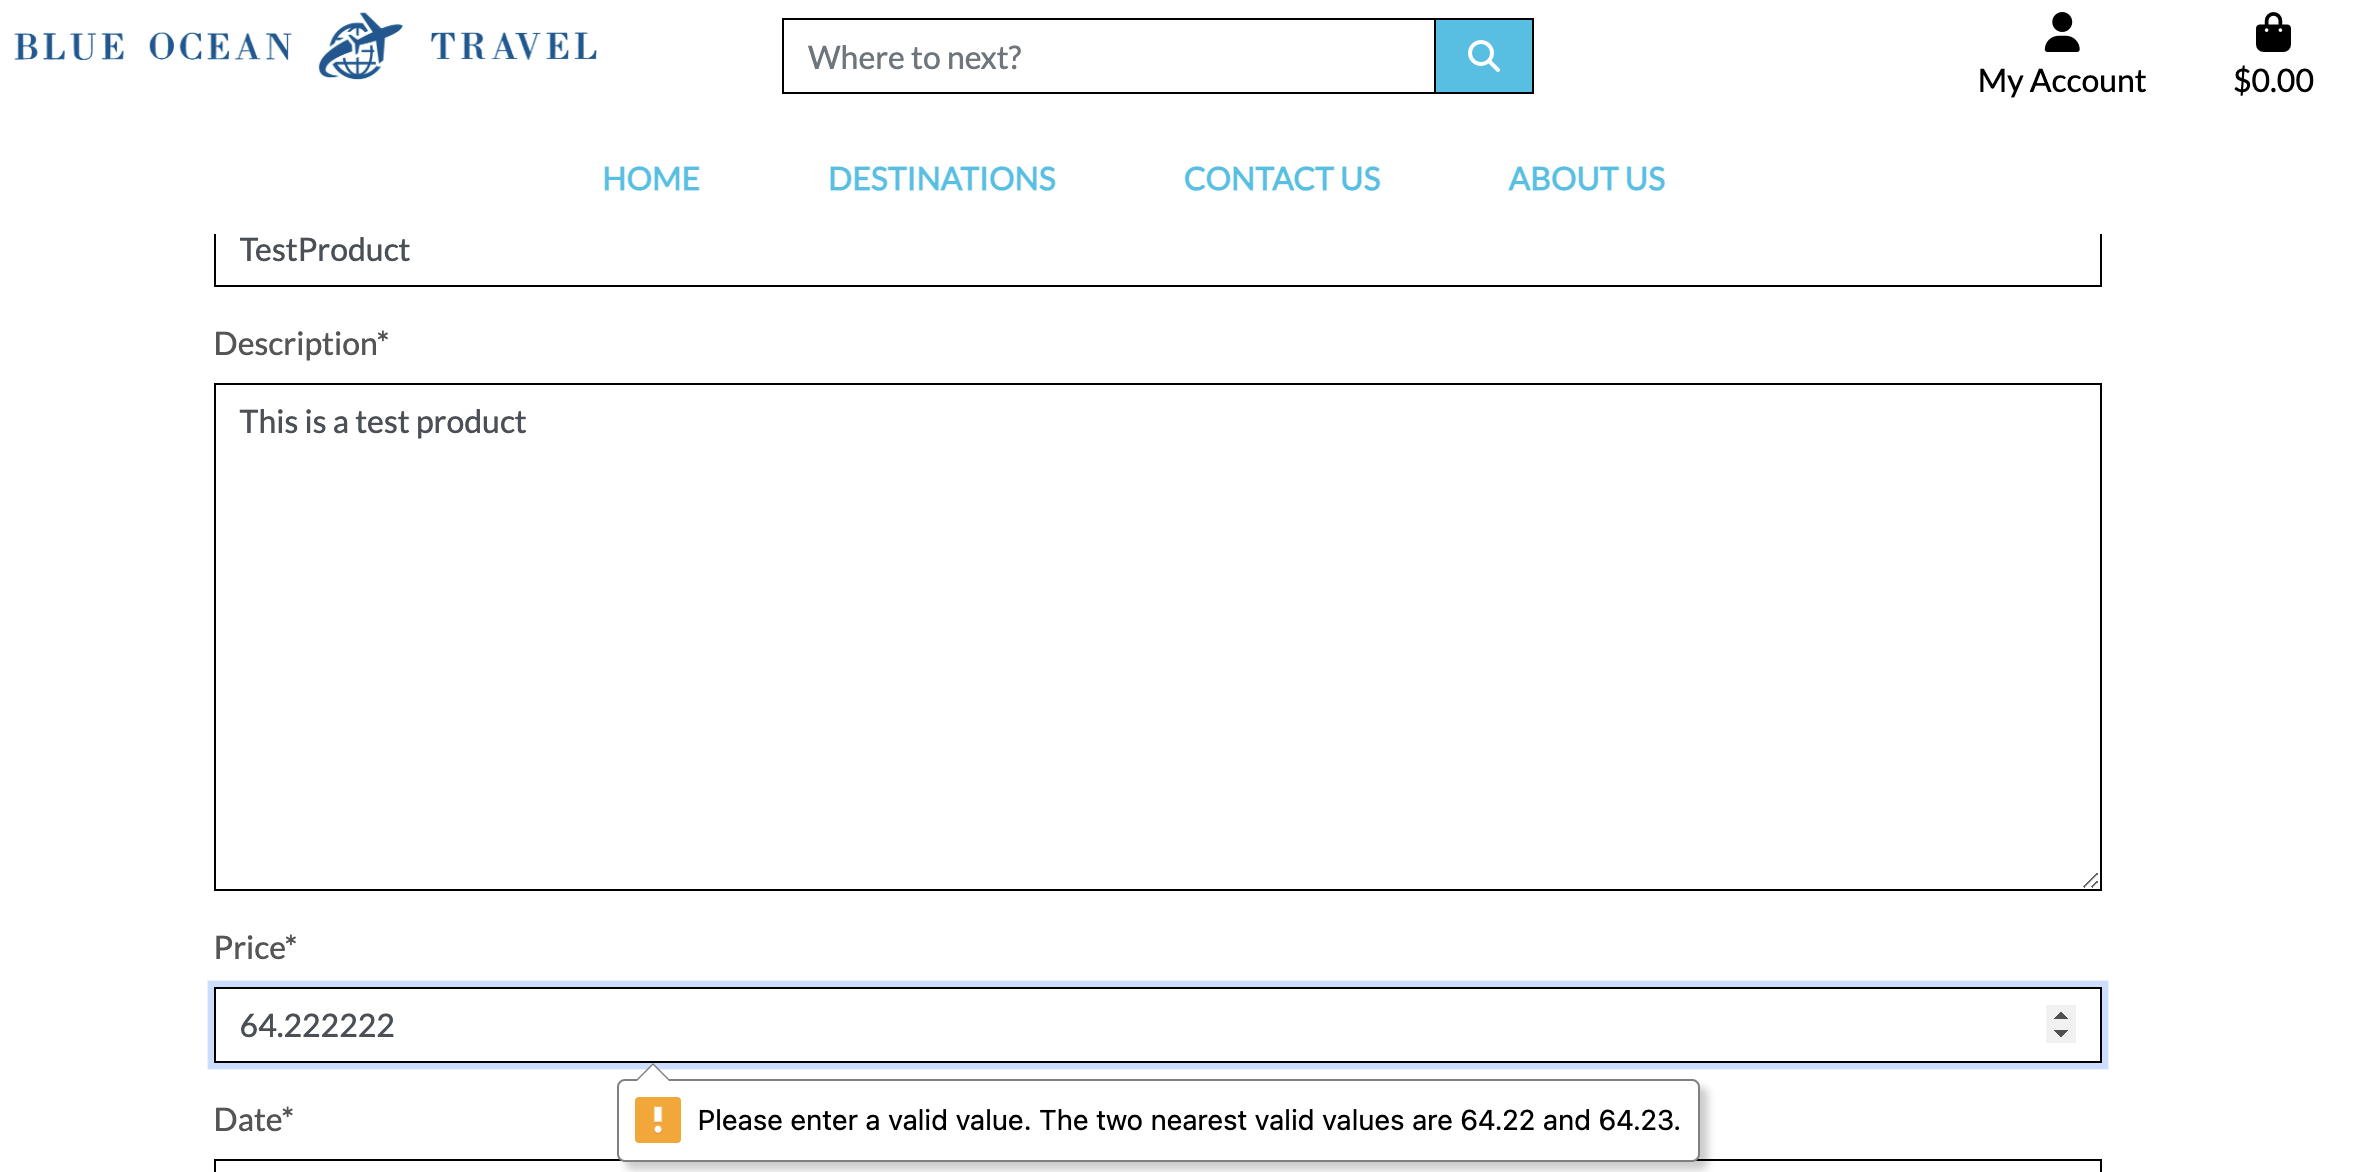 BLUE OCEAN TRAVEL
Where to next?
My Account
$0.00
HOME DESTINATIONS CONTACT US ABOUT US
TestProduct
Description*
This is a test product
Price*
64.222222
Date*
Please enter a valid value. The two nearest valid values are 64.22 and 64.23.